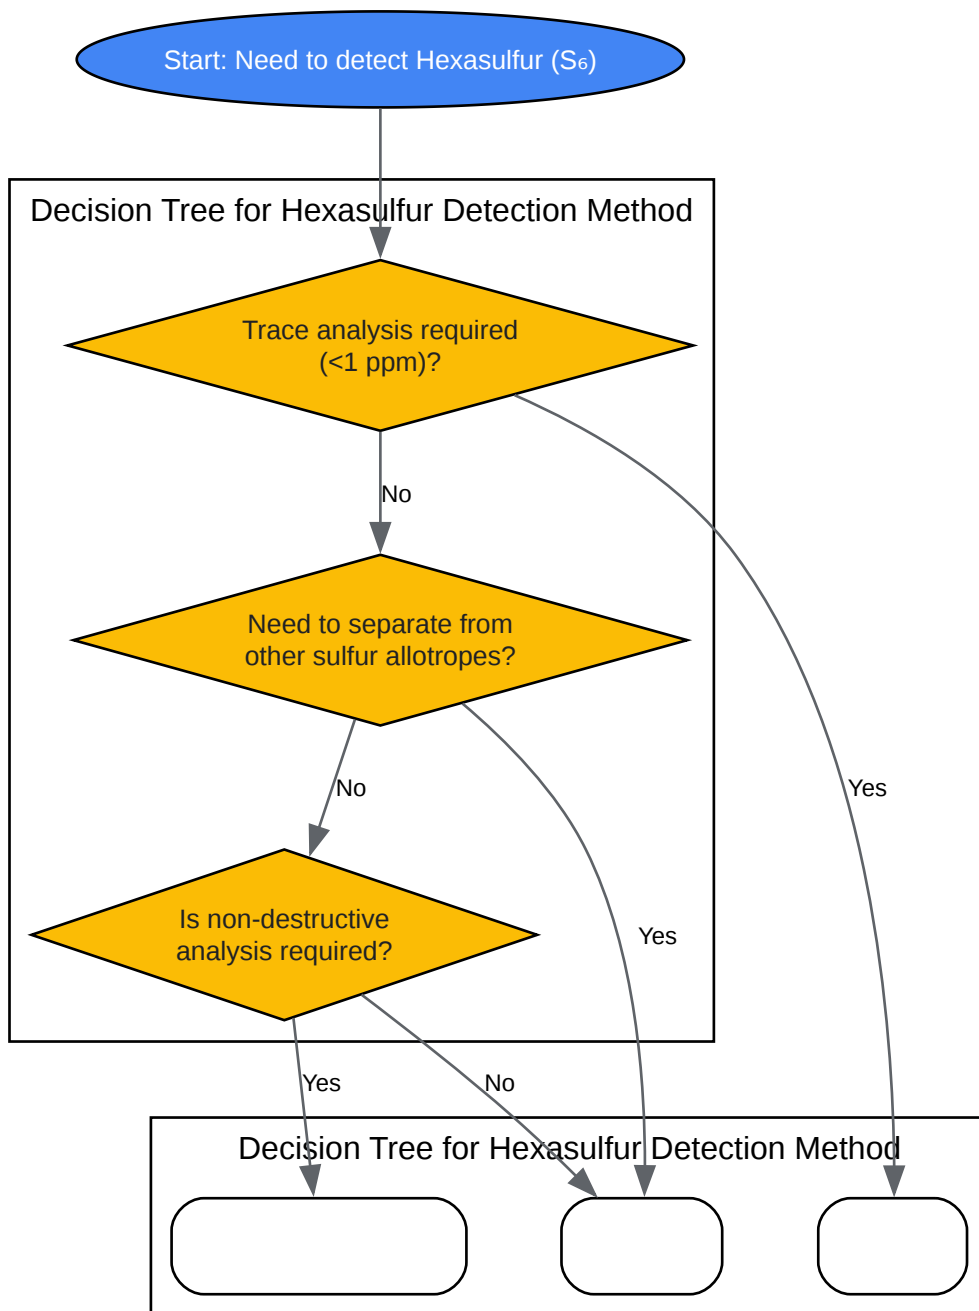 Start: Need to detect Hexasulfur (S₆)
Decision Tree for Hexasulfur Detection Method
Trace analysis required
(<1 ppm)?
No
Need to separate from
other sulfur allotropes?
No
Yes
Is non-destructive
analysis required?
Yes
Yes
No
Decision Tree for Hexasulfur Detection Method